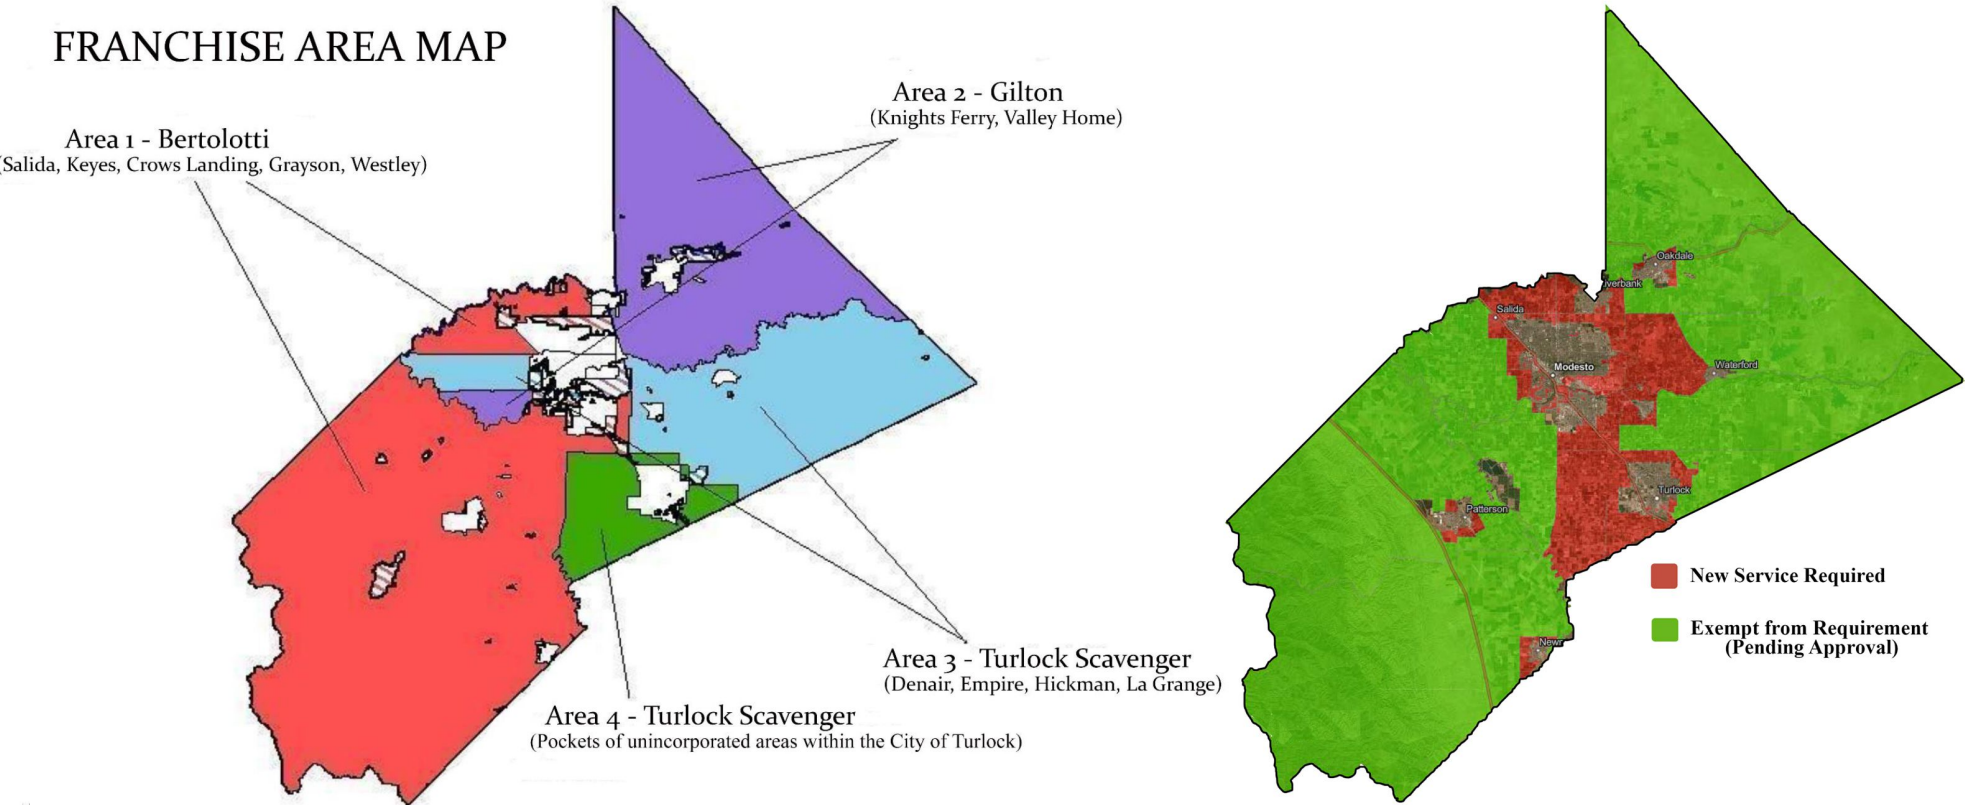 FRANCHISE AREA MAP
Area 1 - Bertolotti
(Salida, Keyes, Crows Landing, Grayson, Westley)
Area 2 - Gilton
(Knights Ferry, Valley Home)
Area 3 - Turlock Scavenger
(Denair, Empire, Hickman, La Grange)
Area 4 - Turlock Scavenger
(Pockets of unincorporated areas within the City of Turlock)
Oakdale
iverbank
Salida
Modesto
Waterford
Turlock
Patterson
Newr
New Service Required
Exempt from Requirement
(Pending Approval)